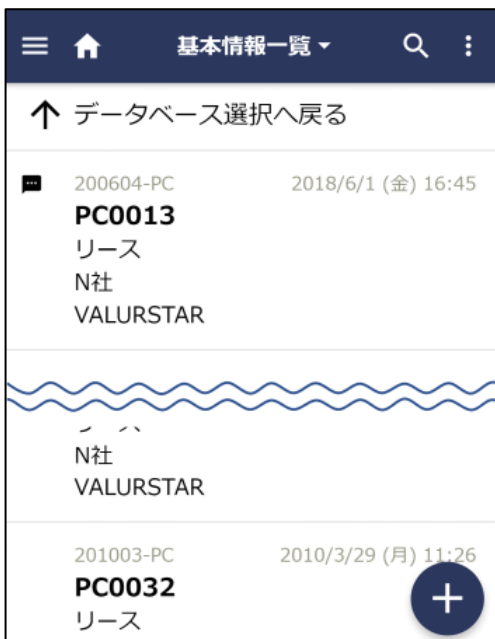 基本情報一覧
データベース選択へ戻る
200604-PC 2018/6/1 (金) 16:45
PC0013
リース
N社
VALURSTAR
N社
VALURSTAR
201003-PC 2010/3/29 (月) 11:26
PC0032
リース